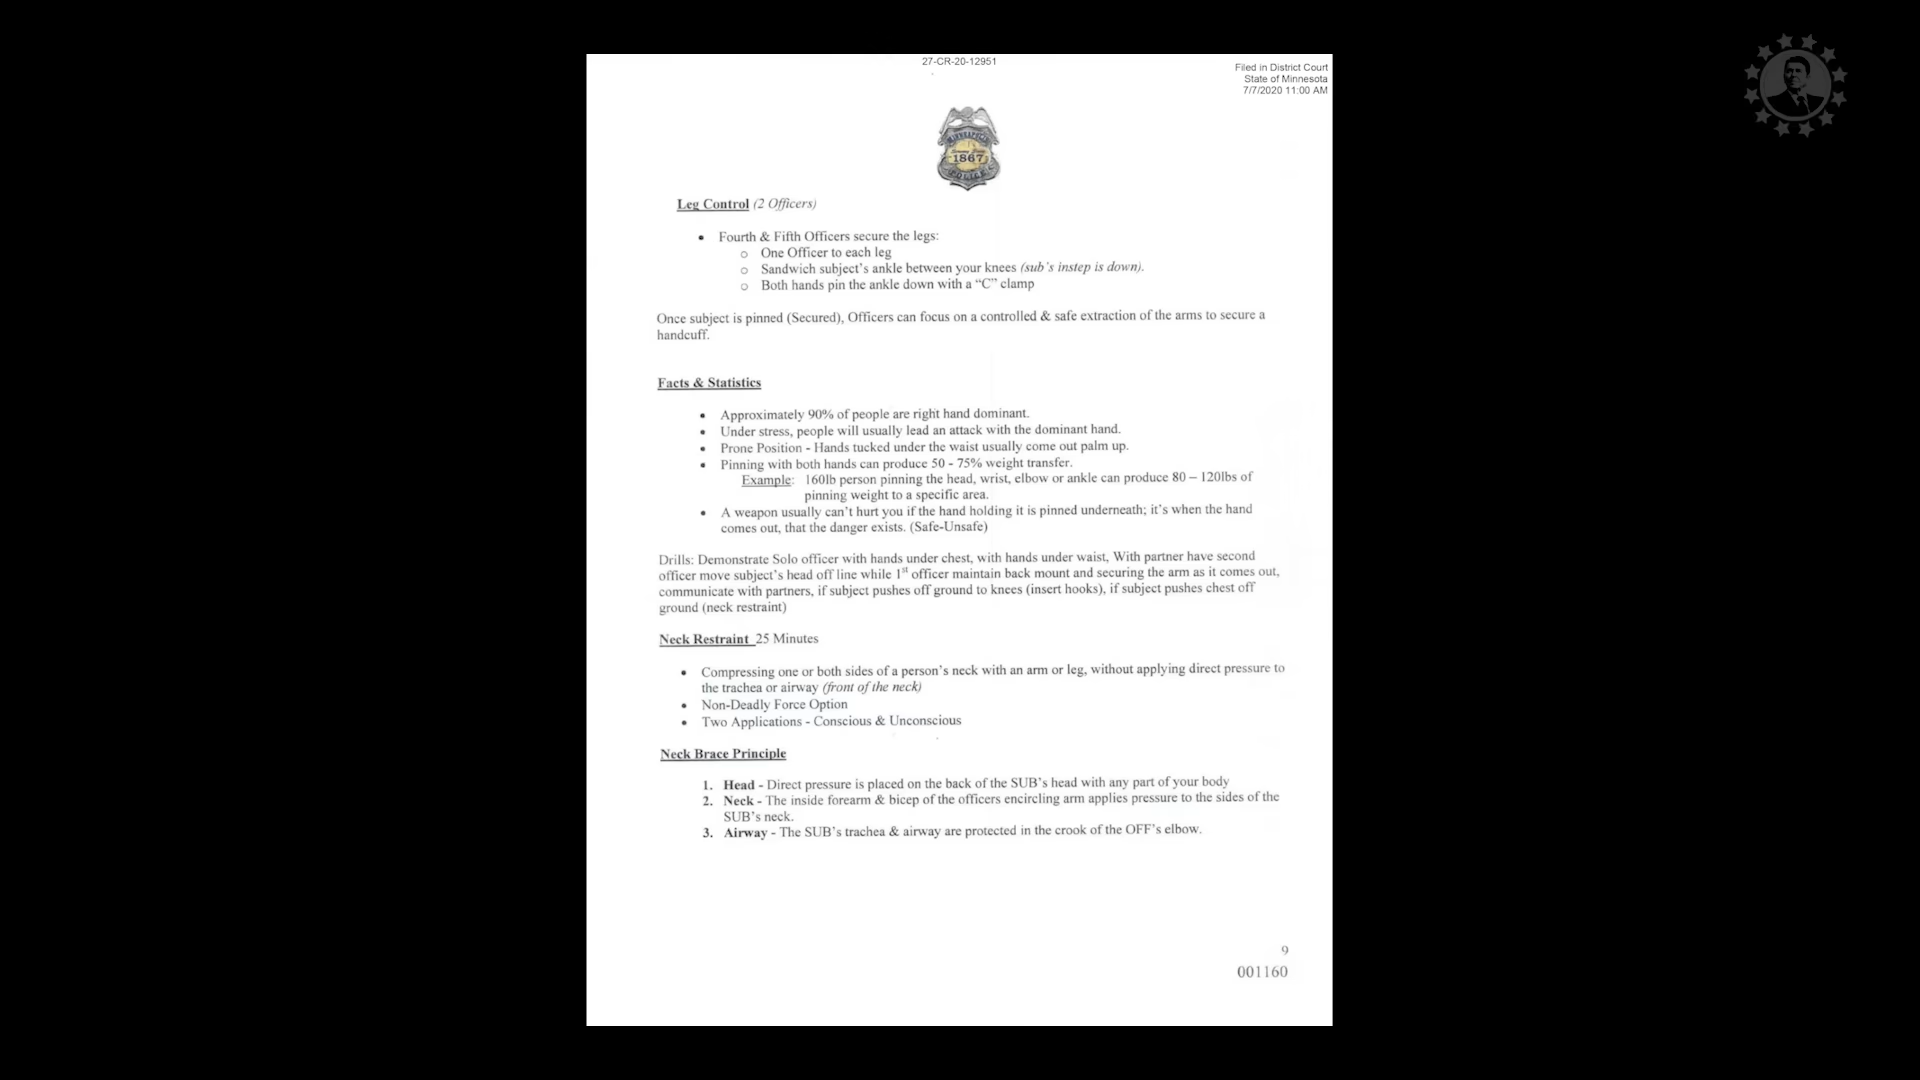 27-CR-20-12951
Filed in District Court
State of Minnesota
7/7/2020 11:00 AM
MINNEAPOLIS
1867
POLICE
Leg Control (2 Officers)
• Fourth & Fifth Officers secure the legs:
o One Officer to each leg
o Sandwich subject's ankle between your knees (sub's instep is down).
o Both hands pin the ankle down with a “C” clamp
Once subject is pinned (Secured), Officers can focus on a controlled & safe extraction of the arms to secure a
handcuff.
Facts & Statistics
• Approximately 90% of people are right hand dominant.
• Under stress, people will usually lead an attack with the dominant hand.
• Prone Position - Hands tucked under the waist usually come out palm up.
• Pinning with both hands can produce 50 - 75% weight transfer.
Example: 160lb person pinning the head, wrist, elbow or ankle can produce 80 – 120lbs of
pinning weight to a specific area.
• A weapon usually can't hurt you if the hand holding it is pinned underneath; it's when the hand
comes out, that the danger exists. (Safe-Unsafe)
Drills: Demonstrate Solo officer with hands under chest, with hands under waist, With partner have second
officer move subject's head off line while 1st officer maintain back mount and securing the arm as it comes out,
communicate with partners, if subject pushes off ground to knees (insert hooks), if subject pushes chest off
ground (neck restraint)
Neck Restraint 25 Minutes
• Compressing one or both sides of a person's neck with an arm or leg, without applying direct pressure to
the trachea or airway (front of the neck)
• Non-Deadly Force Option
• Two Applications - Conscious & Unconscious
Neck Brace Principle
1. Head - Direct pressure is placed on the back of the SUB's head with any part of your body
2. Neck - The inside forearm & bicep of the officers encircling arm applies pressure to the sides of the
SUB's neck.
3. Airway - The SUB's trachea & airway are protected in the crook of the OFF's elbow.
9
001160